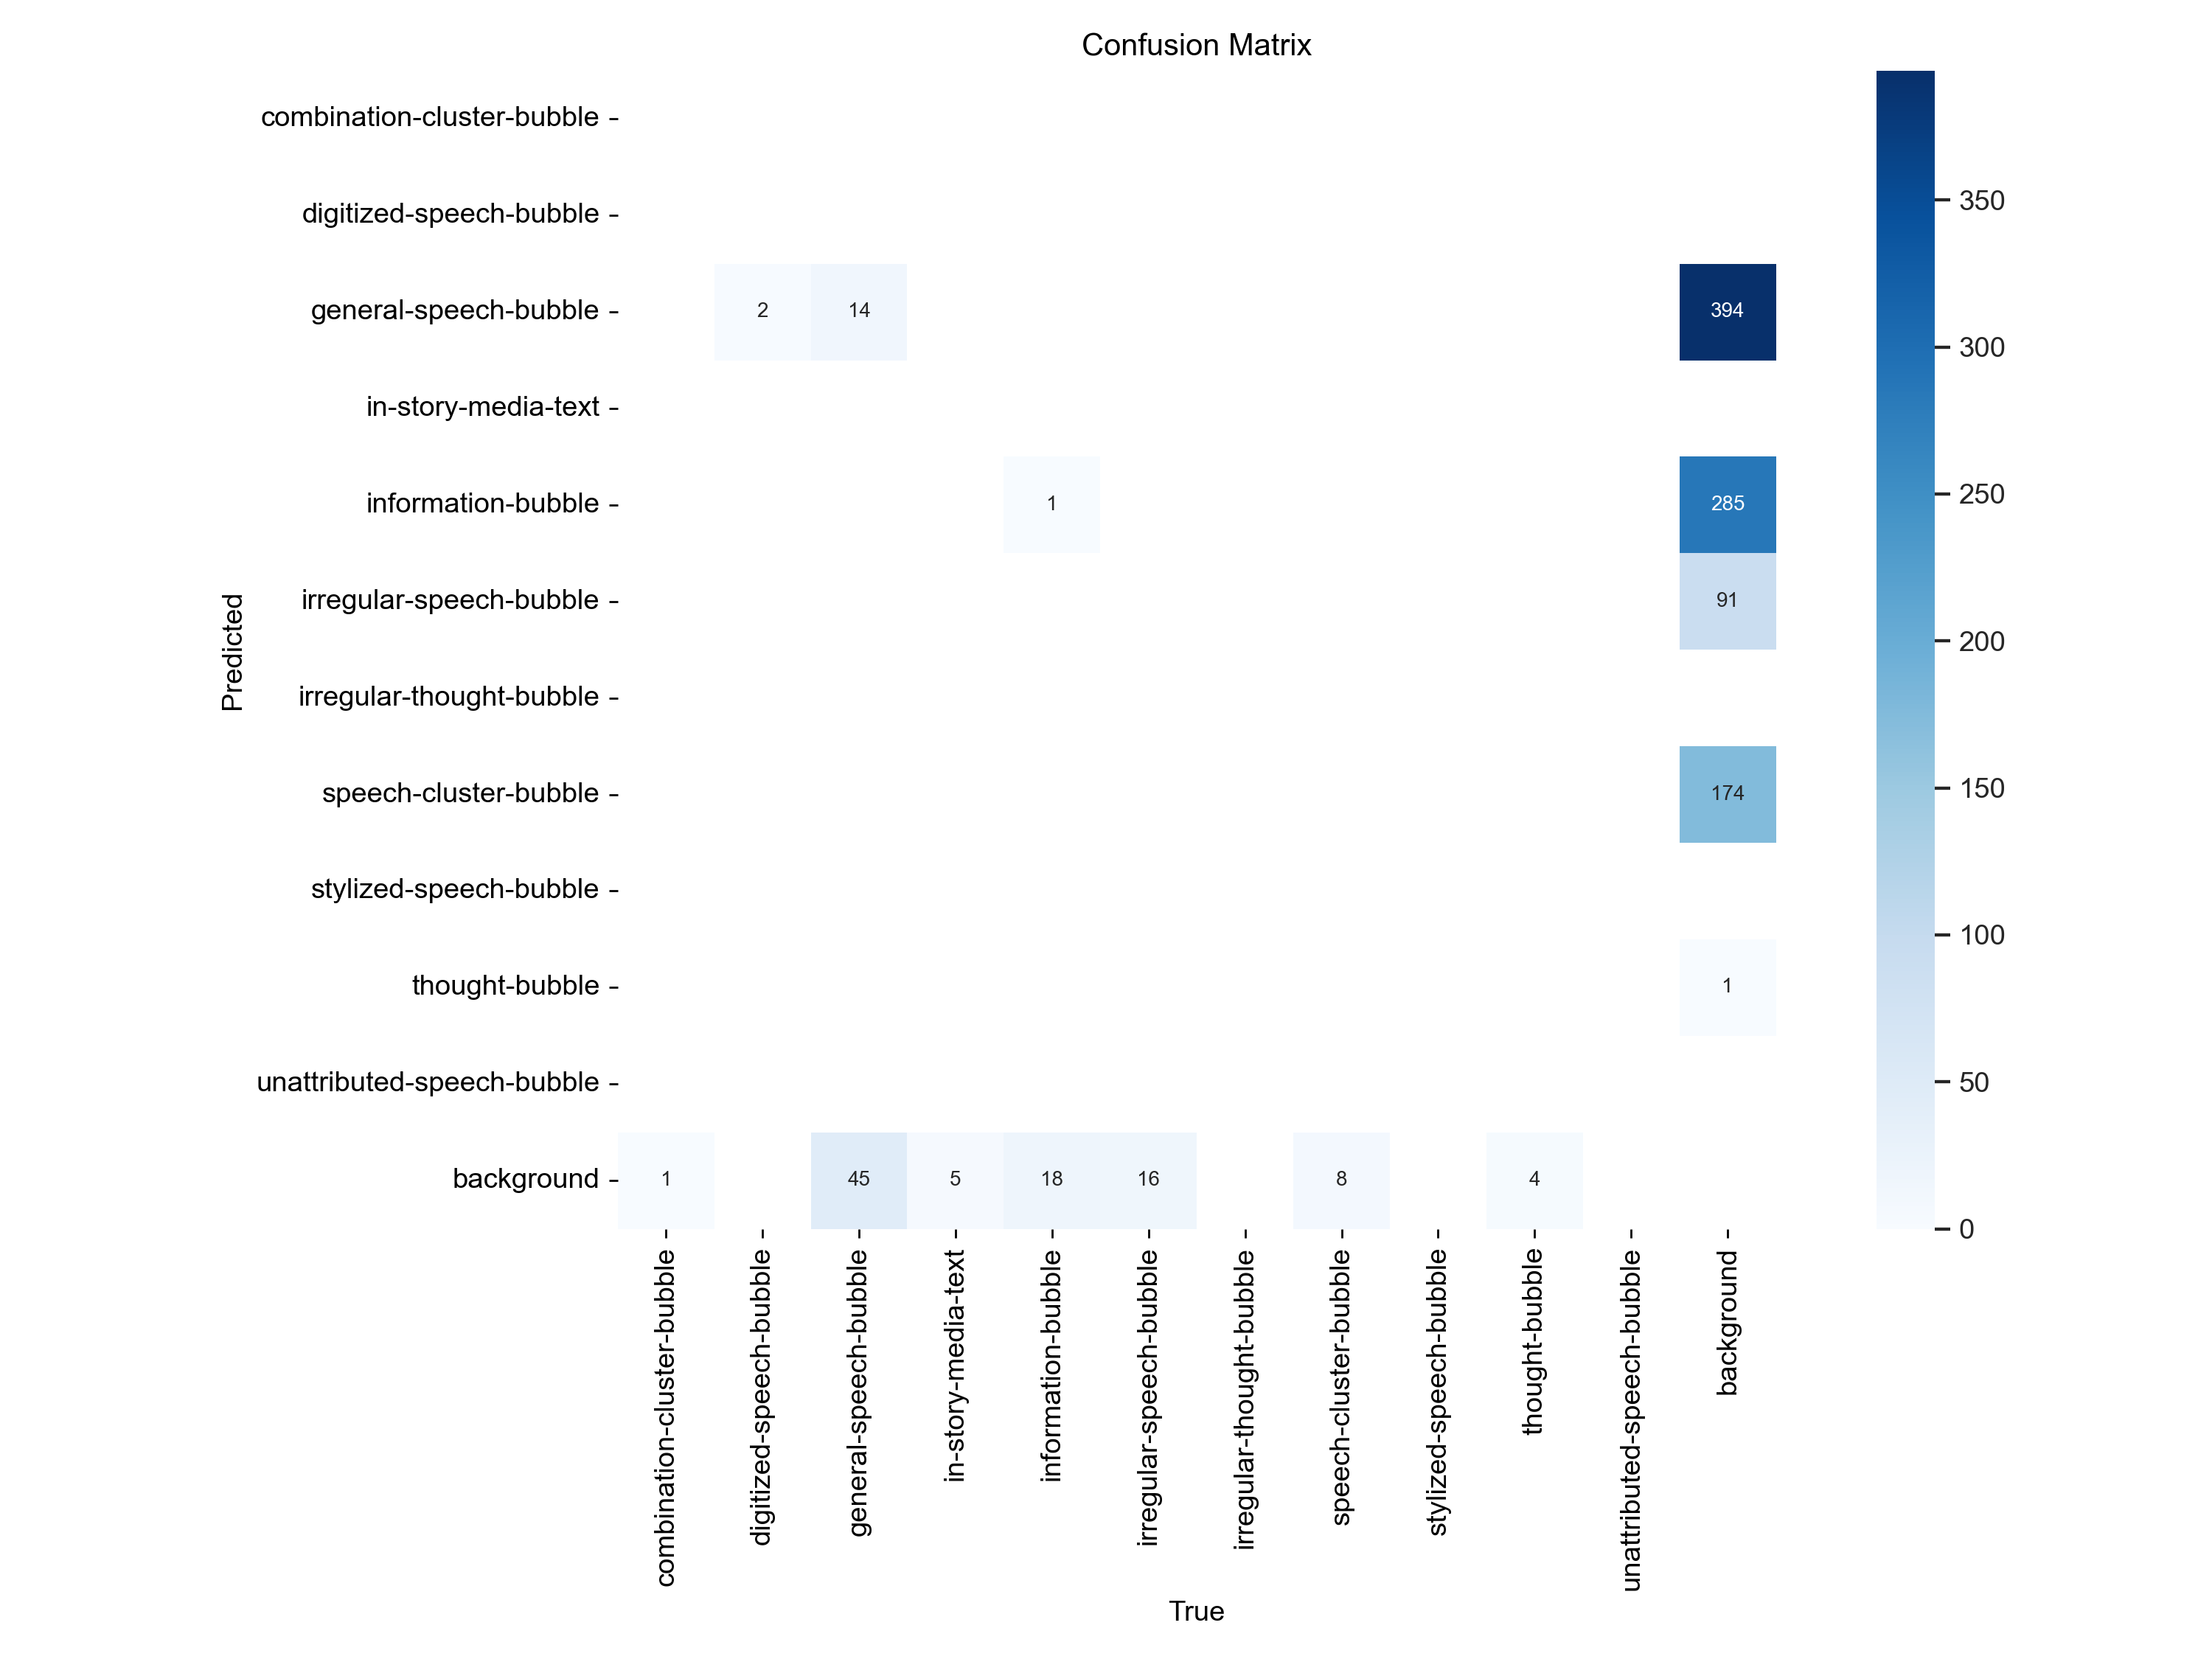 Confusion Matrix
combination-cluster-bubble
digitized-speech-bubble
general-speech-bubble 2 14 394
in-story-media-text
information-bubble 1 285
irregular-speech-bubble 91
irregular-thought-bubble
speech-cluster-bubble 174
stylized-speech-bubble
thought-bubble 1
unattributed-speech-bubble
background 1 45 5 18 16 8 4
Predicted
combination-cluster-bubble
digitized-speech-bubble
general-speech-bubble
in-story-media-text
information-bubble
irregular-speech-bubble
irregular-thought-bubble
speech-cluster-bubble
stylized-speech-bubble
thought-bubble
unattributed-speech-bubble
background
True
350
300
250
200
150
100
50
0